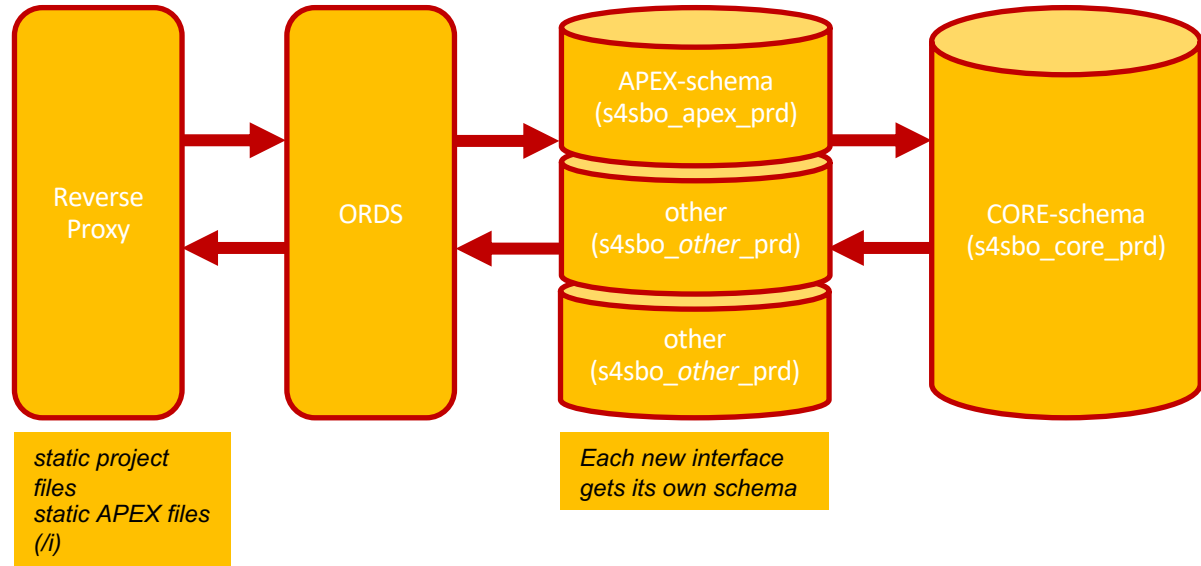 Reverse
Proxy
ORDS
APEX-schema
(s4sbo_apex_prd)
other
(s4sbo_other_prd)
other
(s4sbo_other_prd)
CORE-schema
(s4sbo_core_prd)
static project
files
static APEX files
(/i)
Each new interface
gets its own schema